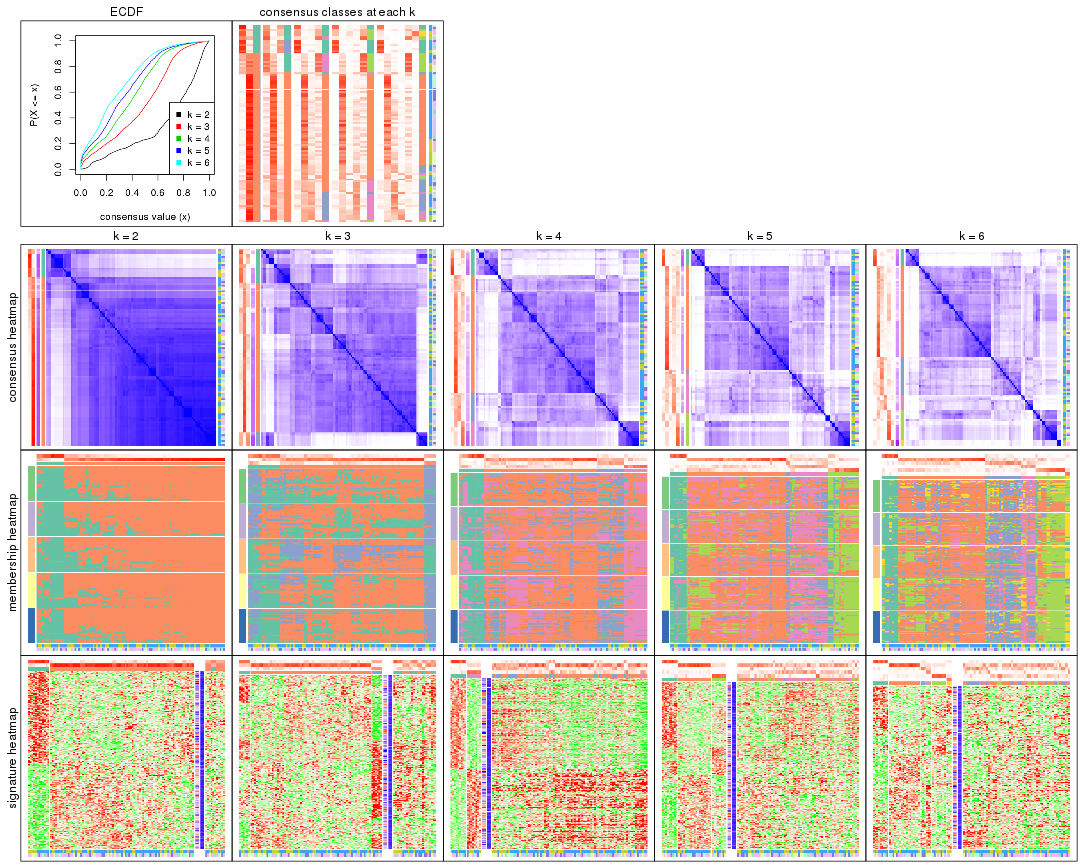 ECDF
consensus classes at each k
P(X <= x)
0.0
0.2
0.4
0.6
0.8
1.0
k = 2
k = 3
k = 4
k = 5
k = 6
0.0 0.2 0.4 0.6 0.8 1.0
consensus value (x)
k = 2
k = 3
k = 4
k = 5
k = 6
consensus heatmap
membership heatmap
signature heatmap